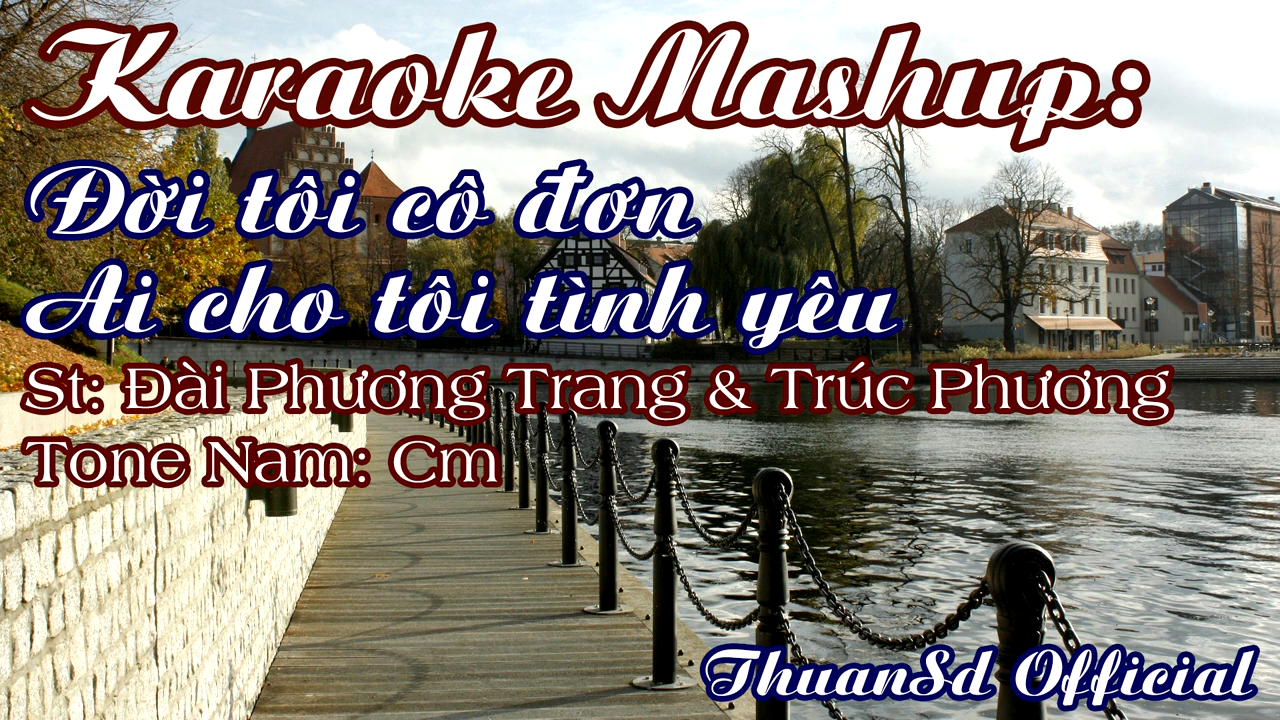 Karaoke Mashup:
Đời tôi cô đơn
Ai cho tôi tình yêu
St: Đài Phương Trang & Trúc Phương
Tone Nam: Cm
ThuanSd Official